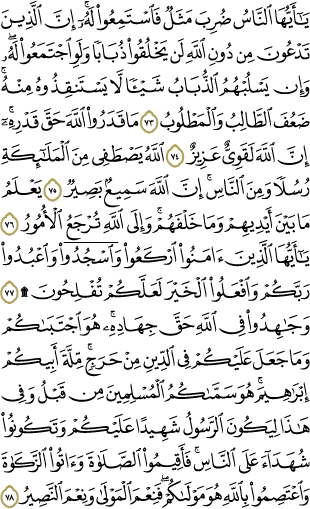 يَـٰٓأَيُّهَا ٱلنَّاسُ ضُرِبَ مَثَلٌ فَٱسْتَمِعُوا۟ لَهُۥٓ ۚ إِنَّ ٱلَّذِينَ
تَدْعُونَ مِن دُونِ ٱللَّهِ لَن يَخْلُقُوا۟ ذُبَابًا وَلَوِ ٱجْتَمَعُوا۟ لَهُۥ ۖ
وَإِن يَسْلُبْهُمُ ٱلذُّبَابُ شَيْـًٔا لَّا يَسْتَنقِذُوهُ مِنْهُ ۚ
ضَعُفَ ٱلطَّالِبُ وَٱلْمَطْلُوبُ ٧٣ مَا قَدَرُوا۟ ٱللَّهَ حَقَّ قَدْرِهِۦٓ ۗ
إِنَّ ٱللَّهَ لَقَوِىٌّ عَزِيزٌ ٧٤ ٱللَّهُ يَصْطَفِى مِنَ ٱلْمَلَـٰٓئِكَةِ
رُسُلًا وَمِنَ ٱلنَّاسِ ۚ إِنَّ ٱللَّهَ سَمِيعٌۢ بَصِيرٌ ٧٥ يَعْلَمُ
مَا بَيْنَ أَيْدِيهِمْ وَمَا خَلْفَهُمْ ۗ وَإِلَى ٱللَّهِ تُرْجَعُ ٱلْأُمُورُ ٧٦
يَـٰٓأَيُّهَا ٱلَّذِينَ ءَامَنُوا۟ ٱرْكَعُوا۟ وَٱسْجُدُوا۟ وَٱعْبُدُوا۟
رَبَّكُمْ وَٱفْعَلُوا۟ ٱلْخَيْرَ لَعَلَّكُمْ تُفْلِحُونَ ۩ ٧٧
وَجَـٰهِدُوا۟ فِى ٱللَّهِ حَقَّ جِهَادِهِۦ ۚ هُوَ ٱجْتَبَىٰكُمْ
وَمَا جَعَلَ عَلَيْكُمْ فِى ٱلدِّينِ مِنْ حَرَجٍ ۚ مِّلَّةَ أَبِيكُمْ
إِبْرَٰهِيمَ ۚ هُوَ سَمَّىٰكُمُ ٱلْمُسْلِمِينَ مِن قَبْلُ وَفِى
هَـٰذَا لِيَكُونَ ٱلرَّسُولُ شَهِيدًا عَلَيْكُمْ وَتَكُونُوا۟
شُهَدَآءَ عَلَى ٱلنَّاسِ ۚ فَأَقِيمُوا۟ ٱلصَّلَوٰةَ وَءَاتُوا۟ ٱلزَّكَوٰةَ
وَٱعْتَصِمُوا۟ بِٱللَّهِ هُوَ مَوْلَىٰكُمْ ۖ فَنِعْمَ ٱلْمَوْلَىٰ وَنِعْمَ ٱلنَّصِيرُ ٧٨